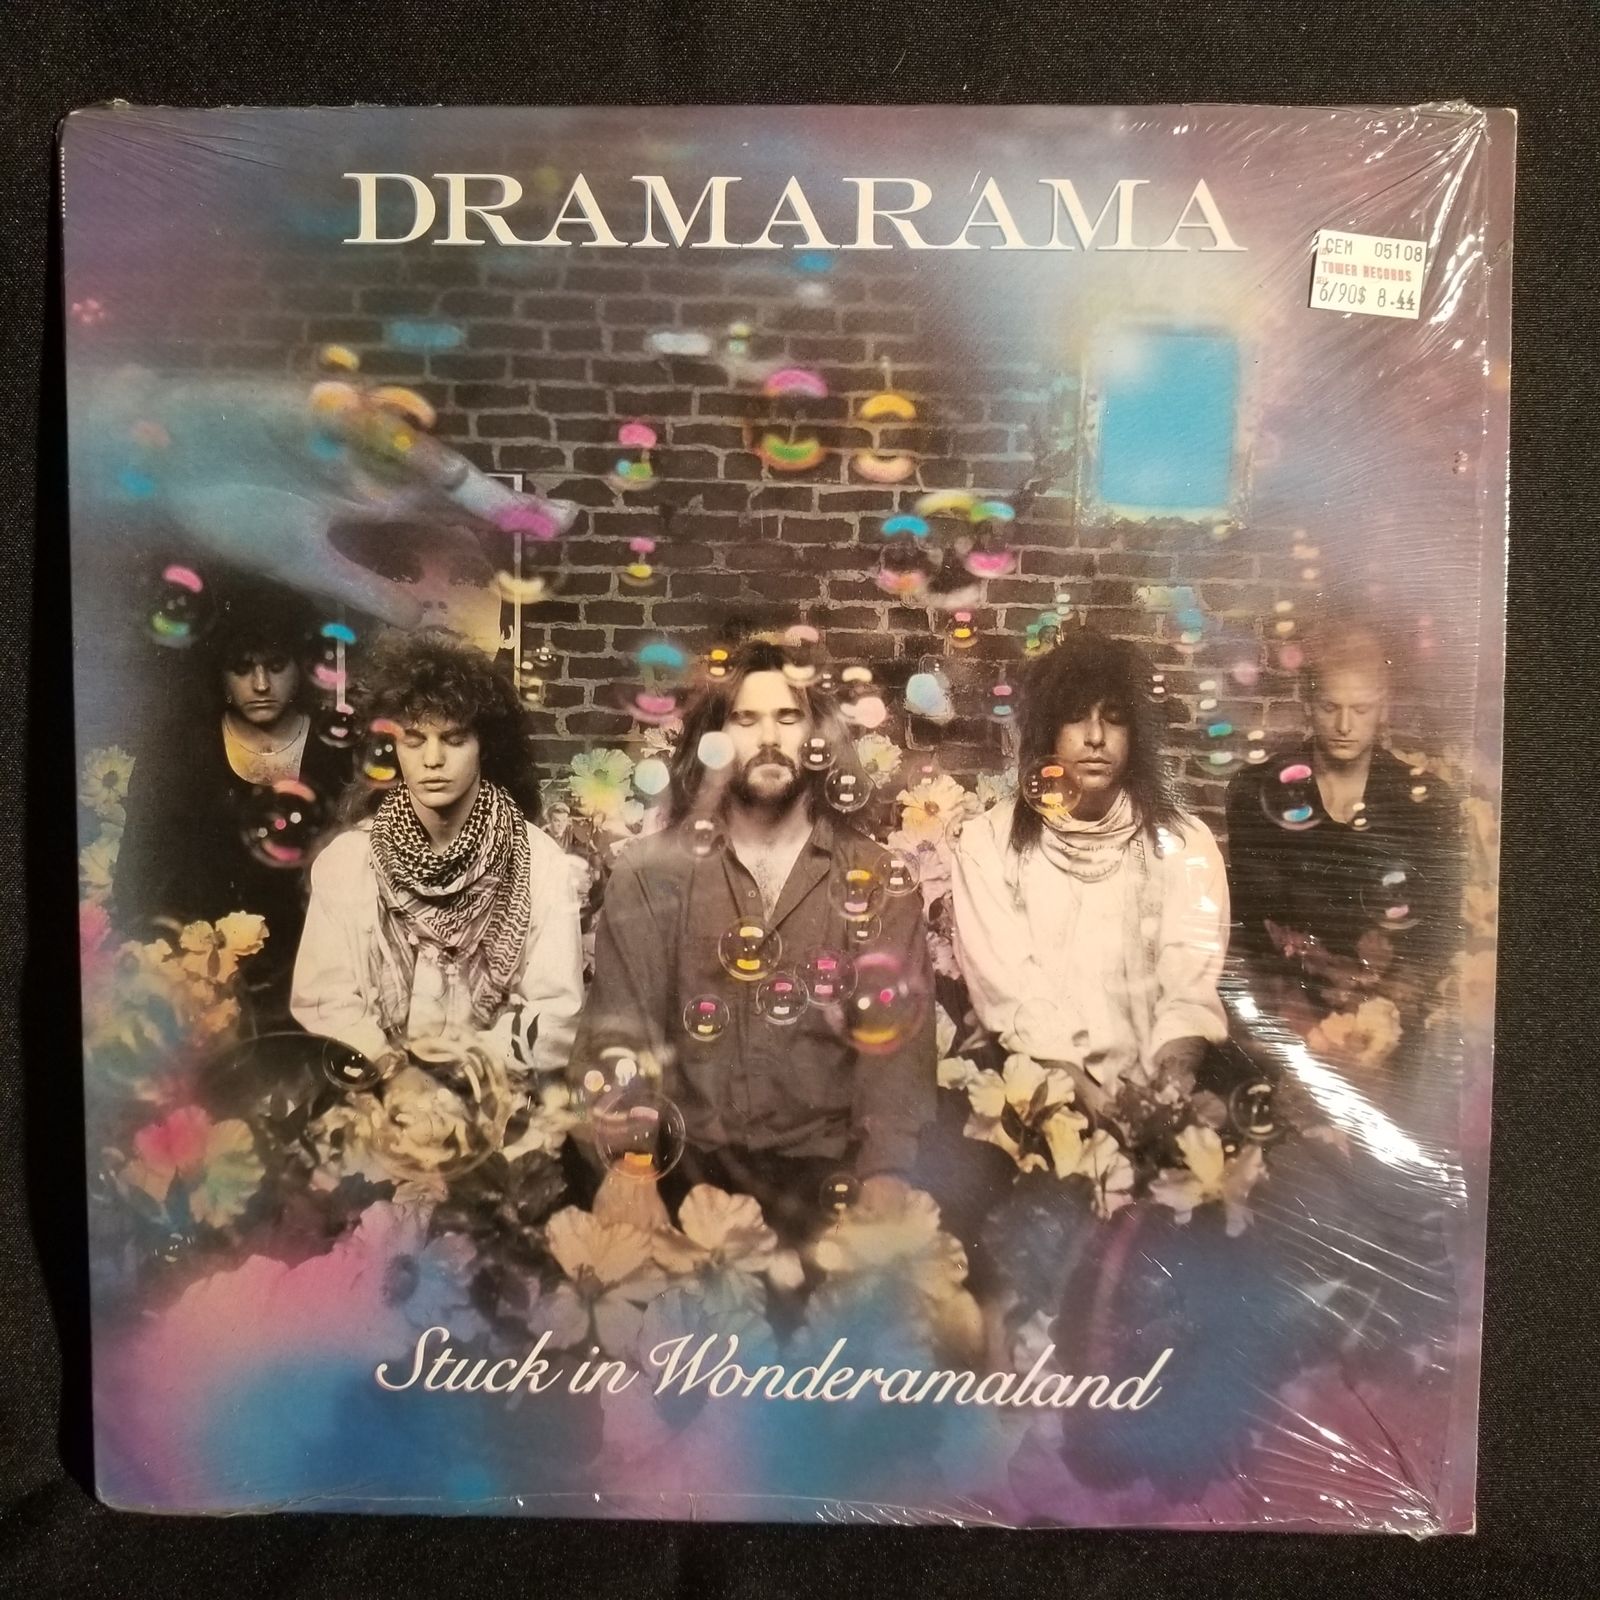 DRAMARAMA
CEM 05108
TOWER RECORDS
6/90$ 8.44
Stuck in Wonderamaland